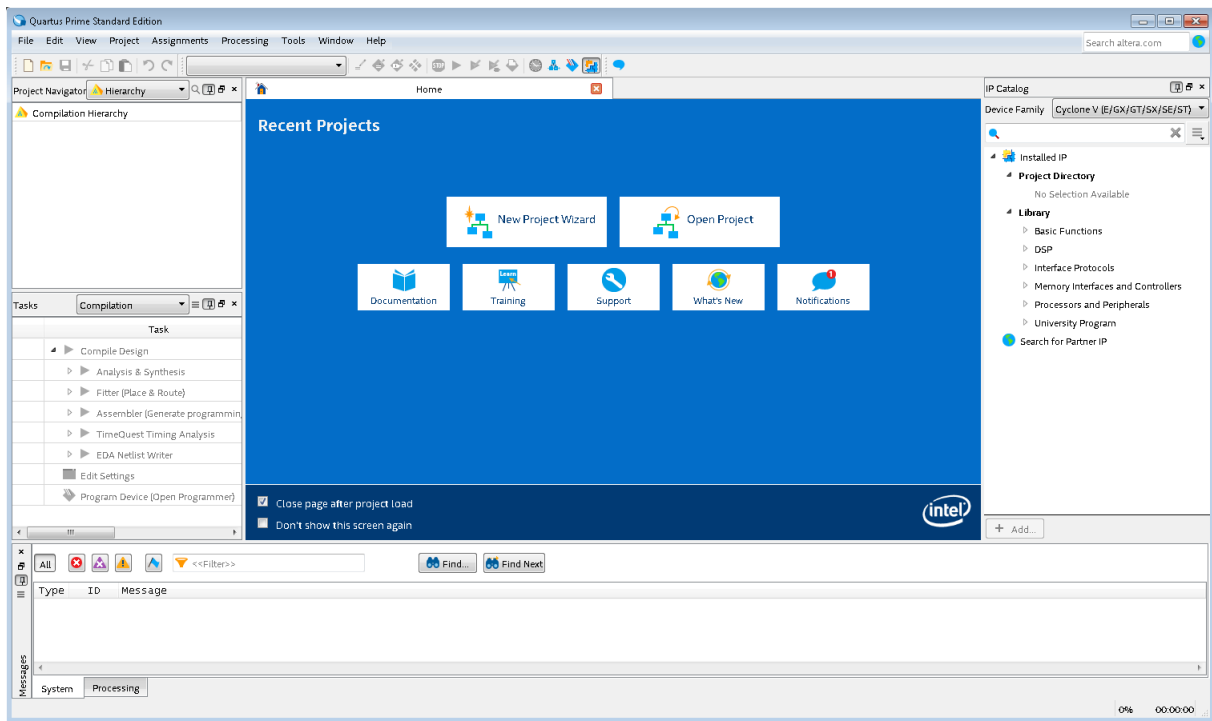 Quartus Prime Standard Edition
File Edit View Project Assignments Processing Tools Window Help
Search altera.com
Project Navigator Hierarchy
Compilation Hierarchy
Home
Recent Projects
New Project Wizard
Open Project
Learn
Documentation
Training
Support
What's New
1
Notifications
Close page after project load
Don't show this screen again
intel
IP Catalog
Device Family Cyclone V (E/GX/GT/SX/SE/ST)
Installed IP
Project Directory
No Selection Available
Library
Basic Functions
DSP
Interface Protocols
Memory Interfaces and Controllers
Processors and Peripherals
University Program
Search for Partner IP
+ Add...
Tasks Compilation
Task
Compile Design
Analysis & Synthesis
Fitter (Place & Route)
Assembler (Generate programmin
TimeQuest Timing Analysis
EDA Netlist Writer
Edit Settings
Program Device (Open Programmer)
All <<Filter>> Find... Find Next
Type ID Message
Messages
System Processing
0% 00:00:00